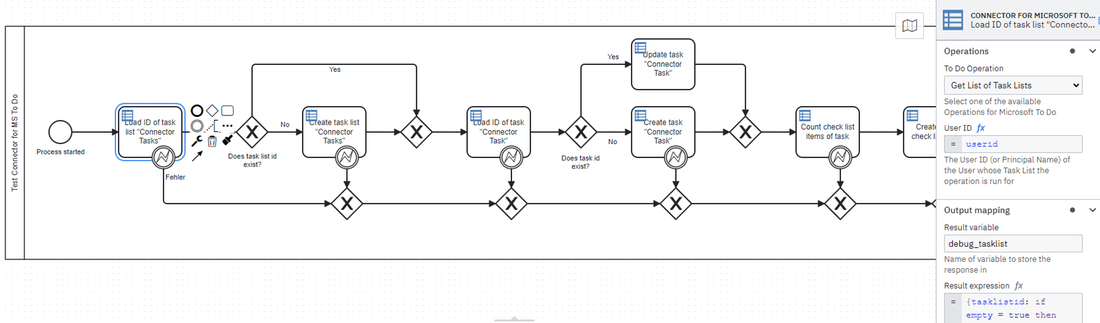 Test Connector for MS To Do
Process started
Load ID of task
list "Connector
Tasks"
Fehler
Does task list id
exist?
Yes
No
Create task list
"Connector
Tasks"
Load ID of task
"Connector
Task"
Does task id
exist?
Yes
No
Update task
"Connector
Task"
Create task
"Connector
Task"
Count check list
items of task
Create
check l
CONNECTOR FOR MICROSOFT TO...
Load ID of task list "Connecto...
Operations
To Do Operation
Get List of Task Lists
Select one of the available
Operations for Microsoft To Do
User ID fx
= userid
The User ID (or Principal Name) of
the User whose Task List the
operation is run for
Output mapping
Result variable
debug_tasklist
Name of variable to store the
response in
Result expression fx
= {tasklistid: if
empty = true then